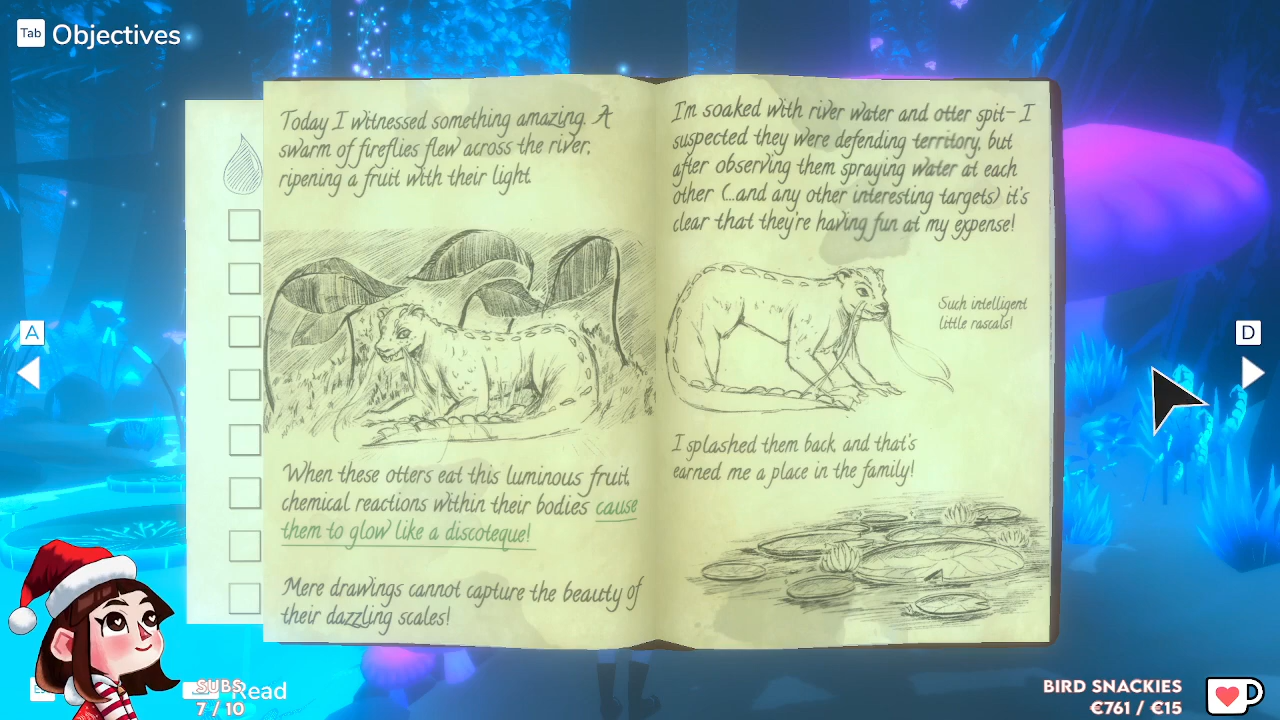 Tab Objectives
Today I witnessed something amazing. A
swarm of fireflies flew across the river,
ripening a fruit with their light.
When these otters eat this luminous fruit,
chemical reactions within their bodies cause
them to glow like a discoteque!
Mere drawings cannot capture the beauty of
their dazzling scales!
I'm soaked with river water and otter spit- I
suspected they were defending territory, but
after observing them spraying water at each
other (...and any other interesting targets) it's
clear that they're having fun at my expense!
Such intelligent
little rascals!
I splashed them back, and that's
earned me a place in the family!
A
D
Read
SUBS
7 / 10
BIRD SNACKIES
€761 / €15